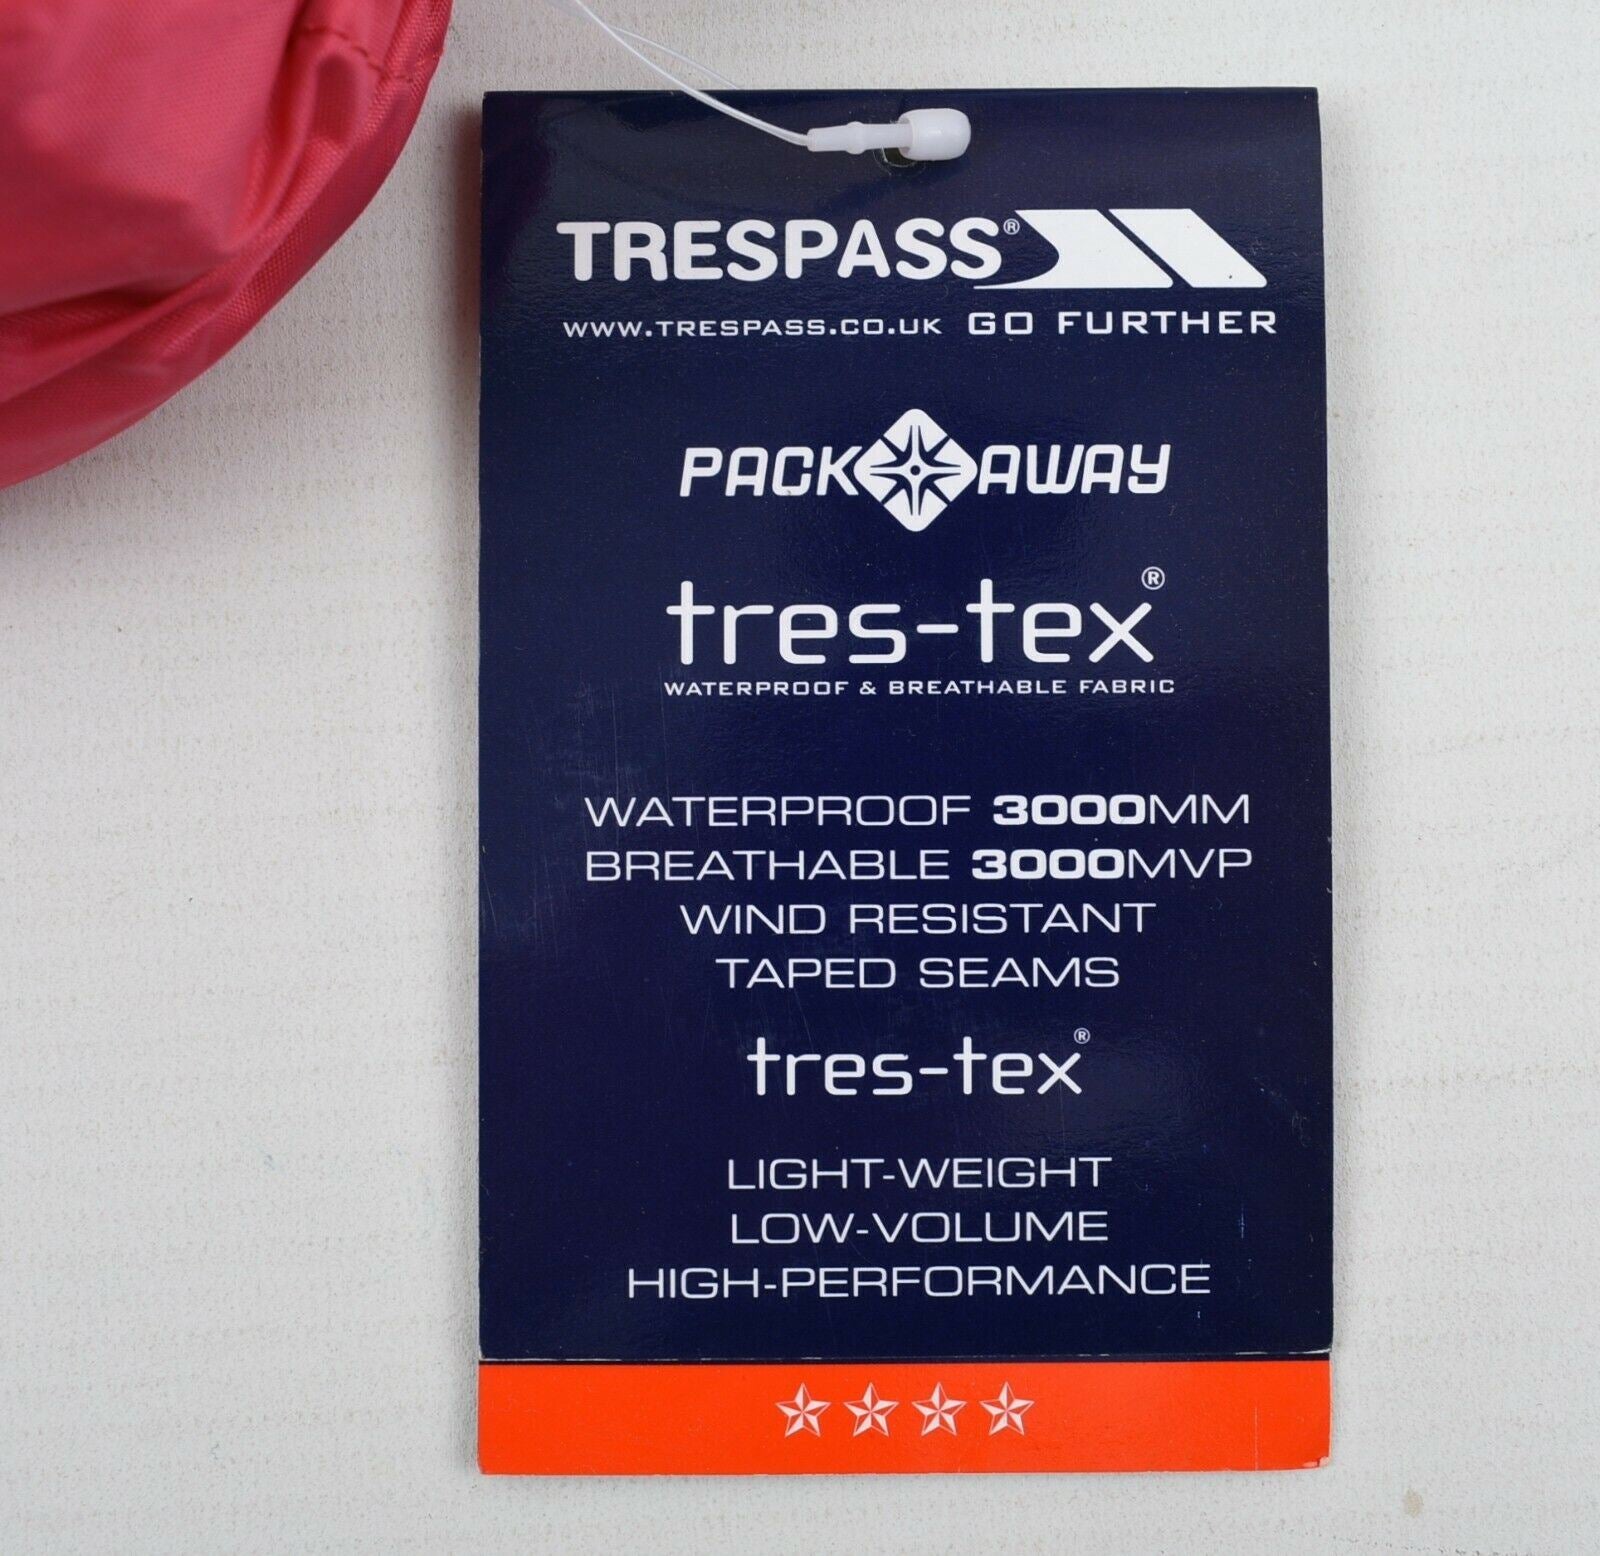 TRESPASS®
WWW.TRESPASS.CO.UK GO FURTHER
PACK AWAY
tres-tex®
WATERPROOF & BREATHABLE FABRIC
WATERPROOF 3000MM
BREATHABLE 3000MVP
WIND RESISTANT
TAPED SEAMS
tres-tex®
LIGHT-WEIGHT
LOW-VOLUME
HIGH-PERFORMANCE